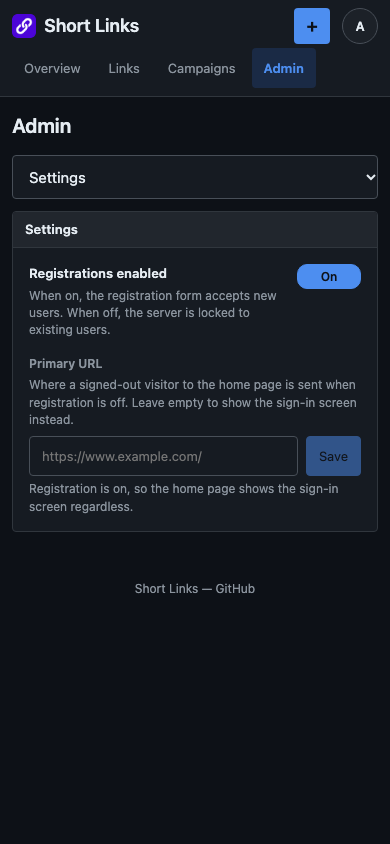 Short Links
+
A
Overview
Links
Campaigns
Admin
Admin
Settings
Settings
Registrations enabled
On
When on, the registration form accepts new
users. When off, the server is locked to
existing users.
Primary URL
Where a signed-out visitor to the home page is sent when
registration is off. Leave empty to show the sign-in screen
instead.
https://www.example.com/
Save
Registration is on, so the home page shows the sign-in
screen regardless.
Short Links — GitHub